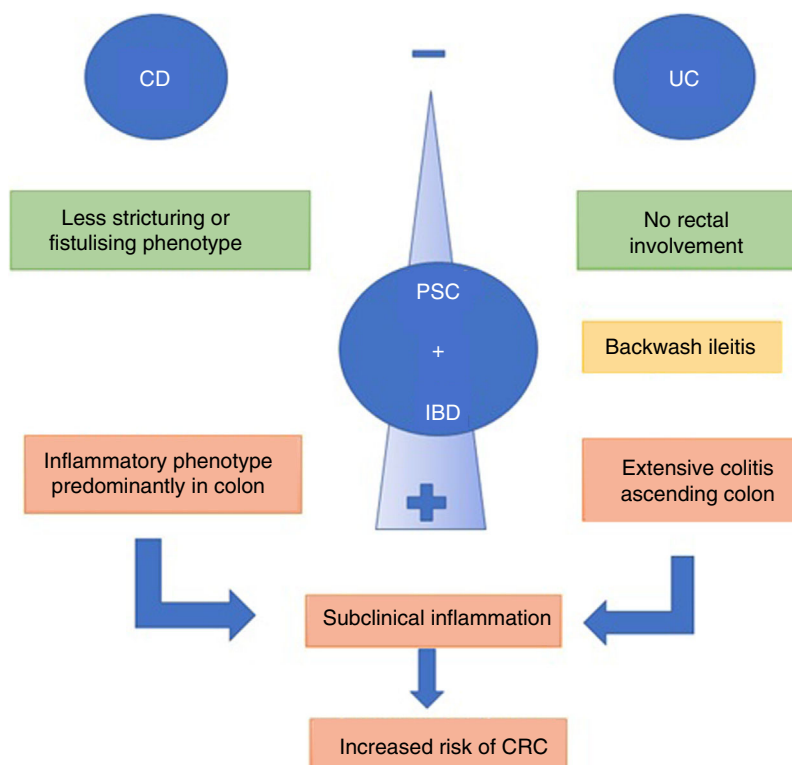 CD
−
UC
Less stricturing or
fistulising phenotype
No rectal
involvement
PSC
+
IBD
Backwash ileitis
Inflammatory phenotype
predominantly in colon
+
Extensive colitis
ascending colon
Subclinical inflammation
Increased risk of CRC